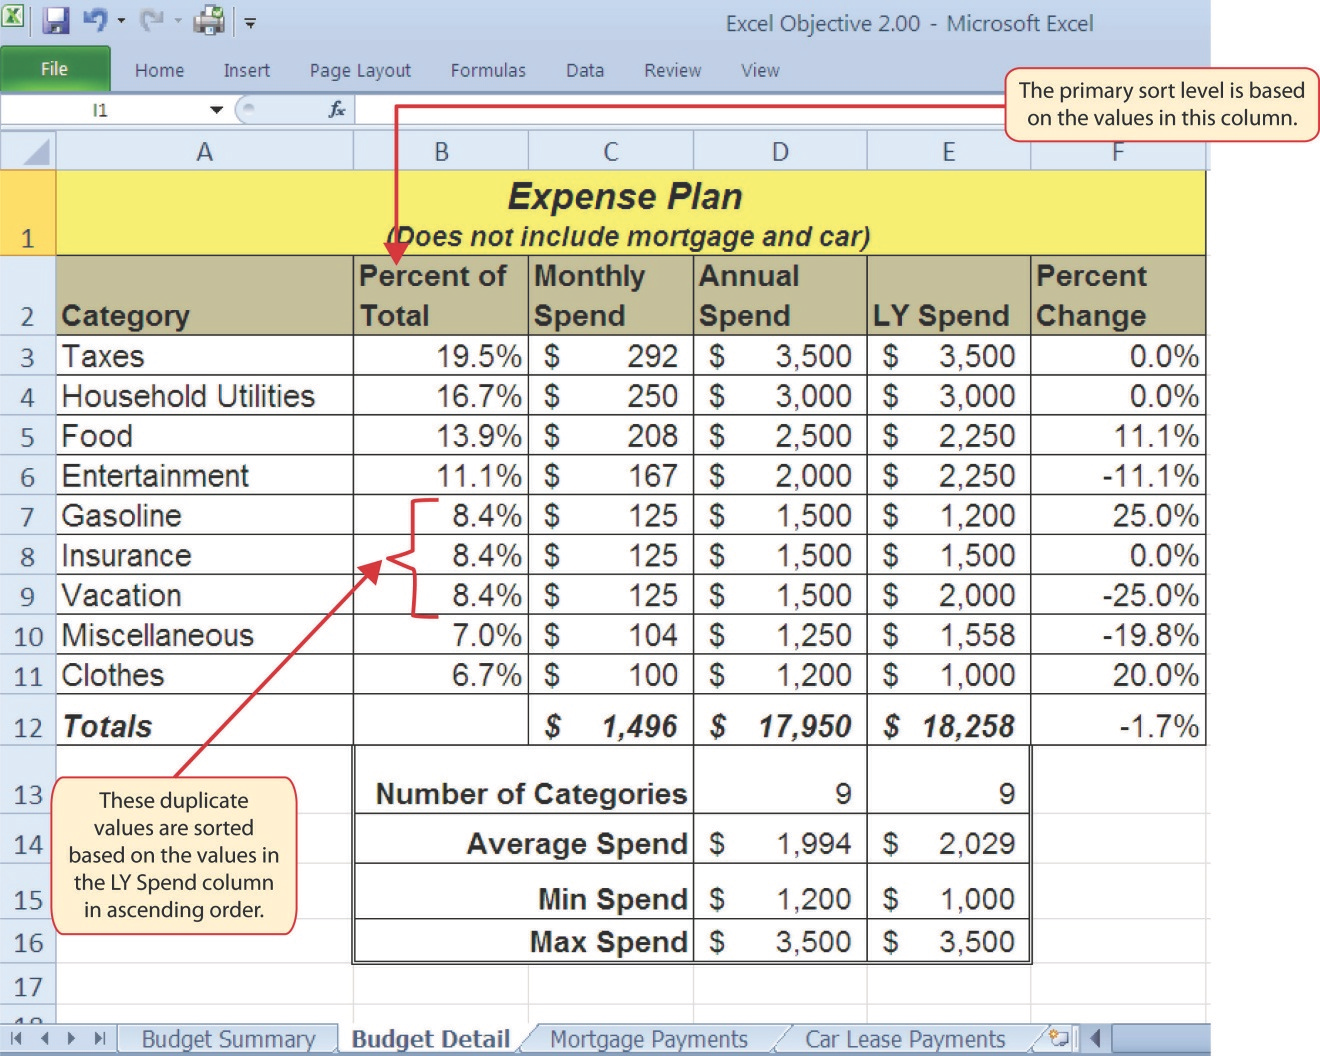 Excel Objective 2.00 - Microsoft Excel
File Home Insert Page Layout Formulas Data Review View
I1 fx
The primary sort level is based
on the values in this column.
A B C D E F
1 Expense Plan
(Does not include mortgage and car)
2 Category Percent of Total Monthly Spend Annual Spend LY Spend Percent Change
3 Taxes 19.5% $ 292 $ 3,500 $ 3,500 0.0%
4 Household Utilities 16.7% $ 250 $ 3,000 $ 3,000 0.0%
5 Food 13.9% $ 208 $ 2,500 $ 2,250 11.1%
6 Entertainment 11.1% $ 167 $ 2,000 $ 2,250 -11.1%
7 Gasoline 8.4% $ 125 $ 1,500 $ 1,200 25.0%
8 Insurance 8.4% $ 125 $ 1,500 $ 1,500 0.0%
9 Vacation 8.4% $ 125 $ 1,500 $ 2,000 -25.0%
10 Miscellaneous 7.0% $ 104 $ 1,250 $ 1,558 -19.8%
11 Clothes 6.7% $ 100 $ 1,200 $ 1,000 20.0%
12 Totals $ 1,496 $ 17,950 $ 18,258 -1.7%
13 Number of Categories 9 9
14 Average Spend $ 1,994 $ 2,029
15 Min Spend $ 1,200 $ 1,000
16 Max Spend $ 3,500 $ 3,500
17
These duplicate
values are sorted
based on the values in
the LY Spend column
in ascending order.
Budget Summary Budget Detail Mortgage Payments Car Lease Payments